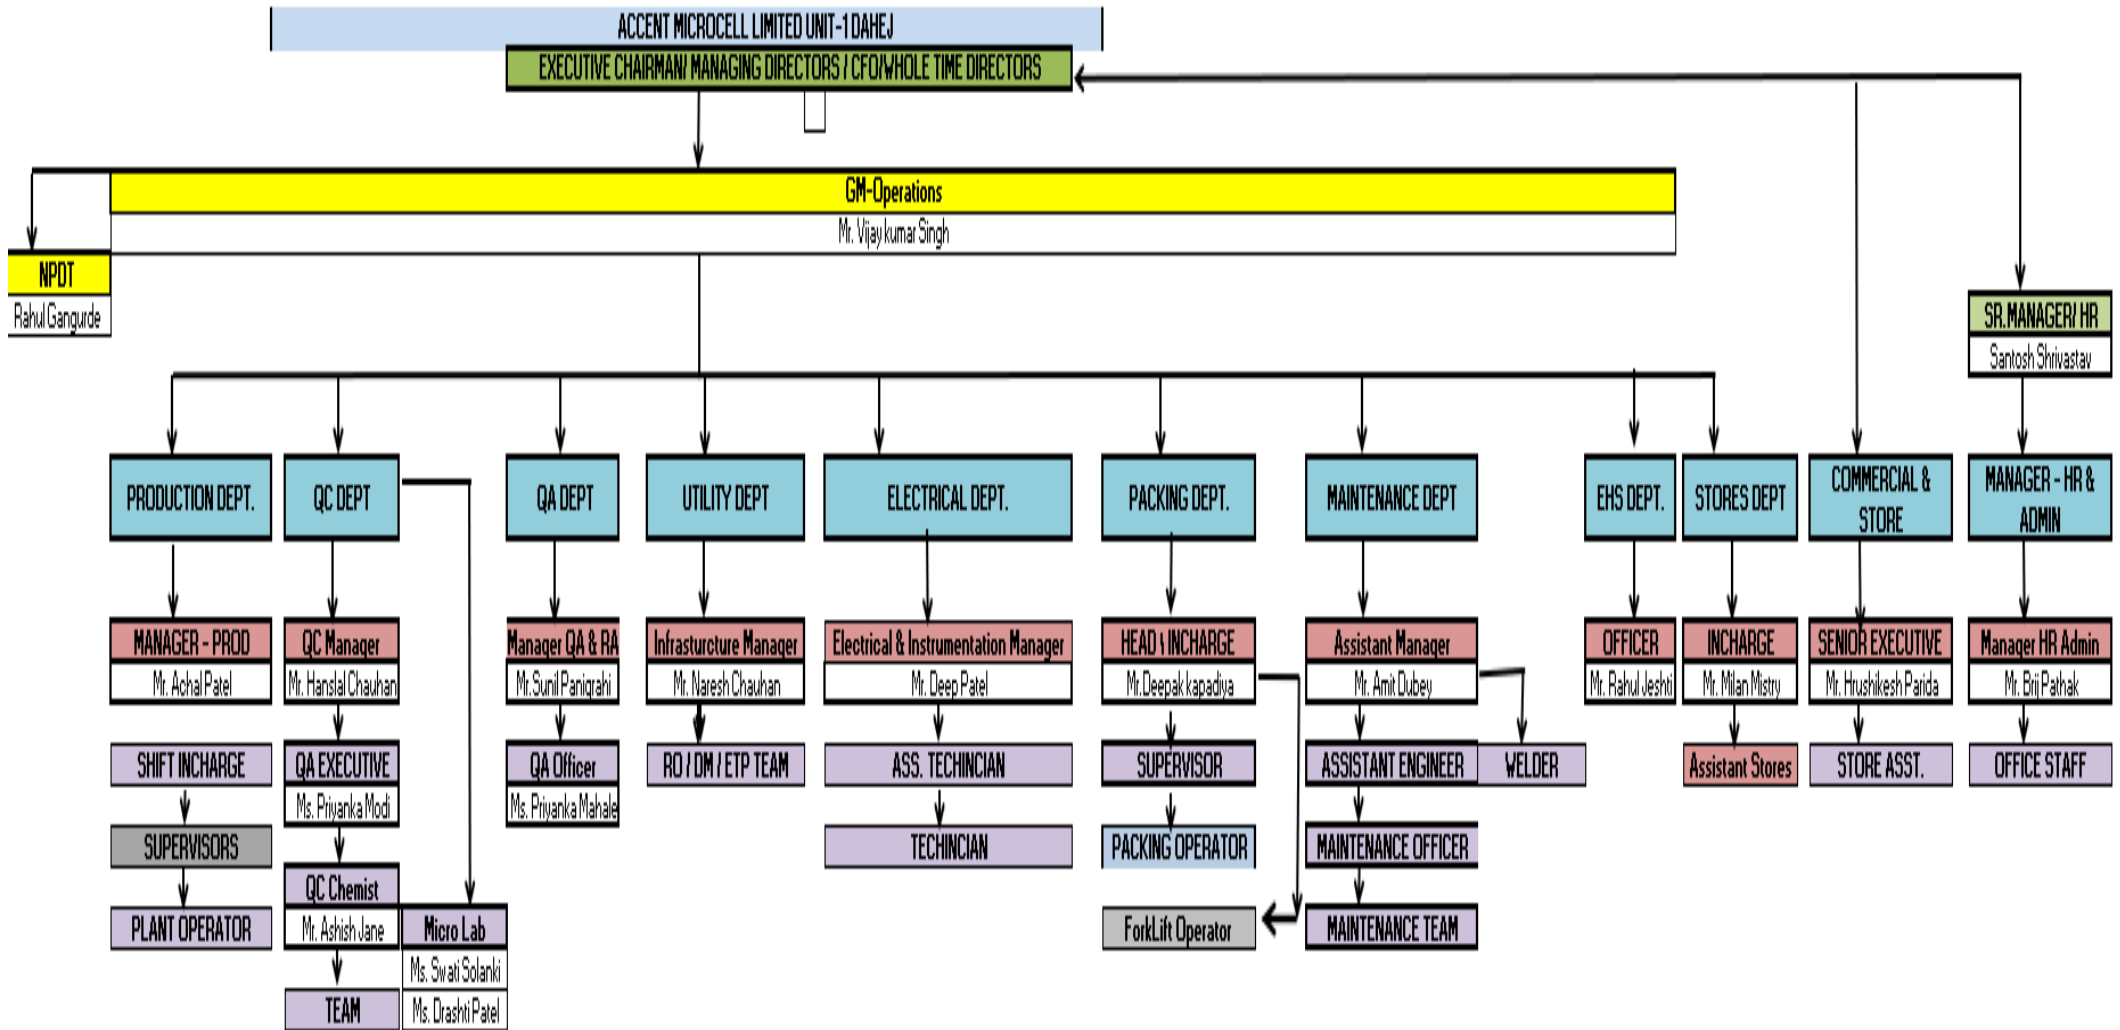 ACCENT MICROCELL LIMITED UNIT-1 DAHEJ
EXECUTIVE CHAIRMAN/ MANAGING DIRECTORS / CFO/WHOLE TIME DIRECTORS
GM-Operations
Mr. Vijay kumar Singh
NPDT
Rahul Gangurde
SR.MANAGER/ HR
Santosh Shrivastav
PRODUCTION DEPT.
QC DEPT
QA DEPT
UTILITY DEPT
ELECTRICAL DEPT.
PACKING DEPT.
MAINTENANCE DEPT
EHS DEPT.
STORES DEPT
COMMERCIAL &
STORE
MANAGER - HR &
ADMIN
MANAGER - PROD
QC Manager
Manager QA & RA
Infrasturcture Manager
Electrical & Instrumentation Manager
HEAD \ INCHARGE
Assistant Manager
OFFICER
INCHARGE
SENIOR EXECUTIVE
Manager HR Admin
Mr. Achal Patel
Mr. Hanslal Chauhan
Mr.Sunil Panigrahi
Mr. Naresh Chauhan
Mr. Deep Patel
Mr.Deepak kapadiya
Mr. Amit Dubey
Mr. Rahul Jeshti
Mr. Milan Mistry
Mr. Hrushikesh Parida
Mr. Brij Pathak
SHIFT INCHARGE
QA EXECUTIVE
QA Officer
RO / DM / ETP TEAM
ASS. TECHINCIAN
SUPERVISOR
ASSISTANT ENGINEER
WELDER
Assistant Stores
STORE ASST.
OFFICE STAFF
Ms. Priyanka Modi
Ms. Priyanka Mahale
SUPERVISORS
TECHINCIAN
PACKING OPERATOR
MAINTENANCE OFFICER
QC Chemist
PLANT OPERATOR
Mr. Ashish Jane
Micro Lab
ForkLift Operator
MAINTENANCE TEAM
Ms. Swati Solanki
TEAM
Ms. Drashti Patel